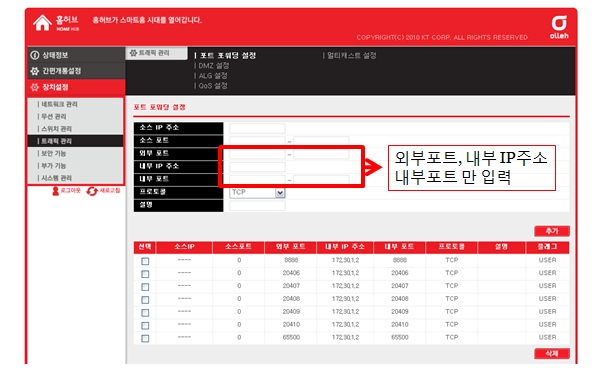 홈허브
HOME HUB
홈허브가 스마트홈 시대를 열어갑니다.
COPYRIGHT(C) 2010 KT CORP. ALL RIGHTS RESERVED
olleh
상태정보
간편개통설정
장치설정
| 네트워크 관리
| 무선 관리
| 스위치 관리
| 트래픽 관리
| 보안 기능
| 부가 기능
| 시스템 관리
로그아웃 새로고침
트래픽 관리
| 포트 포워딩 설정 | 멀티캐스트 설정
| DMZ 설정
| ALG 설정
| QoS 설정
포트 포워딩 설정
소스 IP 주소
소스 포트 ~
외부 포트 ~
내부 IP 주소
내부 포트 ~
프로토콜 TCP
설명
외부포트, 내부 IP주소
내부포트 만 입력
추가
선택 소스IP 소스포트 외부 포트 내부 IP 주소 내부 포트 프로토콜 설명 플래그
---- 0 8888 172.30.1.2 8888 TCP USER
---- 0 20406 172.30.1.2 20406 TCP USER
---- 0 20407 172.30.1.2 20407 TCP USER
---- 0 20408 172.30.1.2 20408 TCP USER
---- 0 20409 172.30.1.2 20409 TCP USER
---- 0 20410 172.30.1.2 20410 TCP USER
---- 0 65500 172.30.1.2 65500 TCP USER
삭제